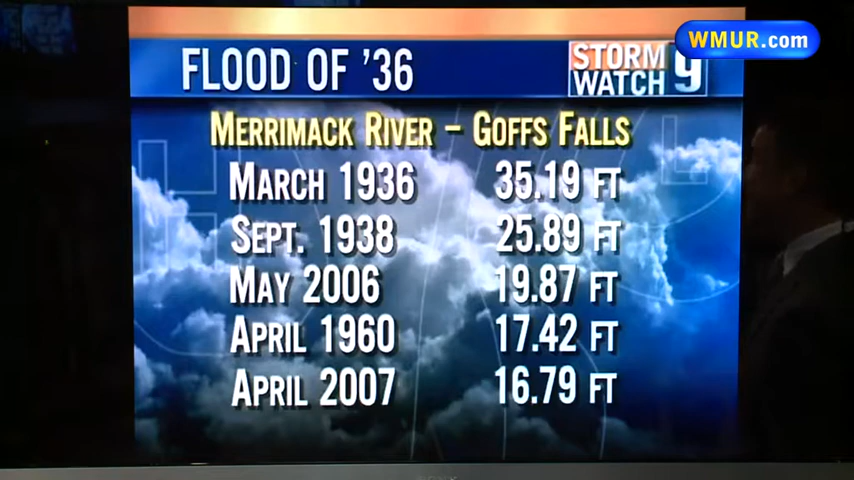 FLOOD OF '36
STORM
WATCH 9
WMUR.com
MERRIMACK RIVER – GOFFS FALLS
MARCH 1936 35.19 FT
SEPT. 1938 25.89 FT
MAY 2006 19.87 FT
APRIL 1960 17.42 FT
APRIL 2007 16.79 FT